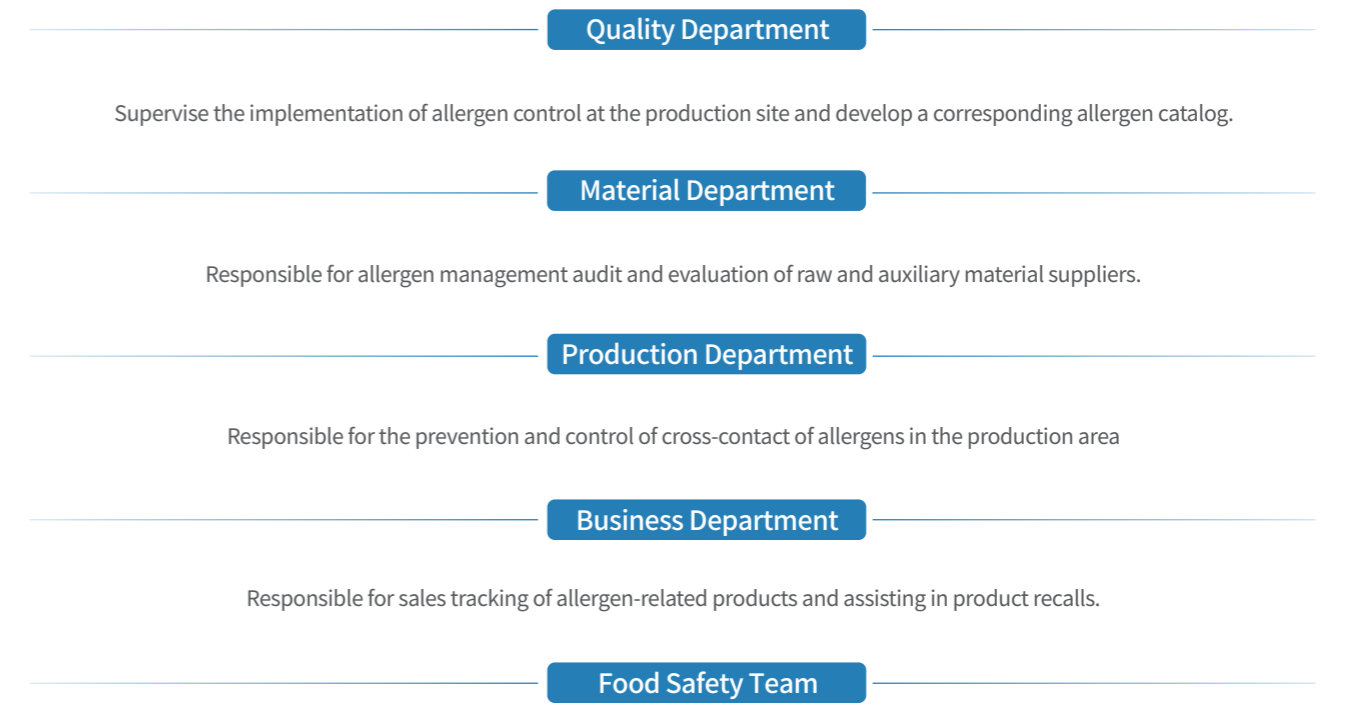 Quality Department
Supervise the implementation of allergen control at the production site and develop a corresponding allergen catalog.
Material Department
Responsible for allergen management audit and evaluation of raw and auxiliary material suppliers.
Production Department
Responsible for the prevention and control of cross-contact of allergens in the production area
Business Department
Responsible for sales tracking of allergen-related products and assisting in product recalls.
Food Safety Team